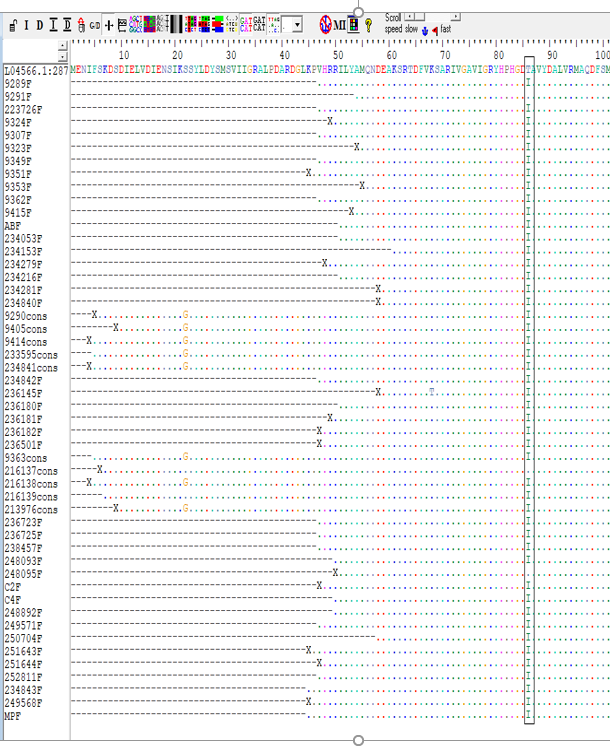 I D I D G/D MI ? Scroll speed slow fast
10 20 30 40 50 60 70 80 90 100
L04566.1:287 MENIFSKDSDIELVDIENSIKSSYLDYSMSVIIGRALPDARDGLKPVHRRILYAMQNDEAKSRTDFVKSARIVGAVIGRYHPHGDTAVYDALVRMAQDFSM
9289F I
9291F I
223726F I
9324F X I
9307F I
9323F X I
9349F I
9351F X I
9353F X I
9362F I
9415F X I
ABF I
234053F I
234153F I
234279F X I
234216F I
234281F X I
234840F X I
9290cons X G I
9405cons X G I
9414cons X G I
233595cons G I
234841cons X G I
234842F I
236145F X T I
236180F I
236181F X I
236182F X I
236501F X I
9363cons G I
216137cons X
216138cons X G I
216139cons I
213976cons X G I
236723F I
236725F I
238457F I
248093F I
248095F X I
C2F X I
C4F I
248892F I
249571F I
250704F I
251643F X I
251644F X I
252811F I
234843F I
249568F X I
MPF I